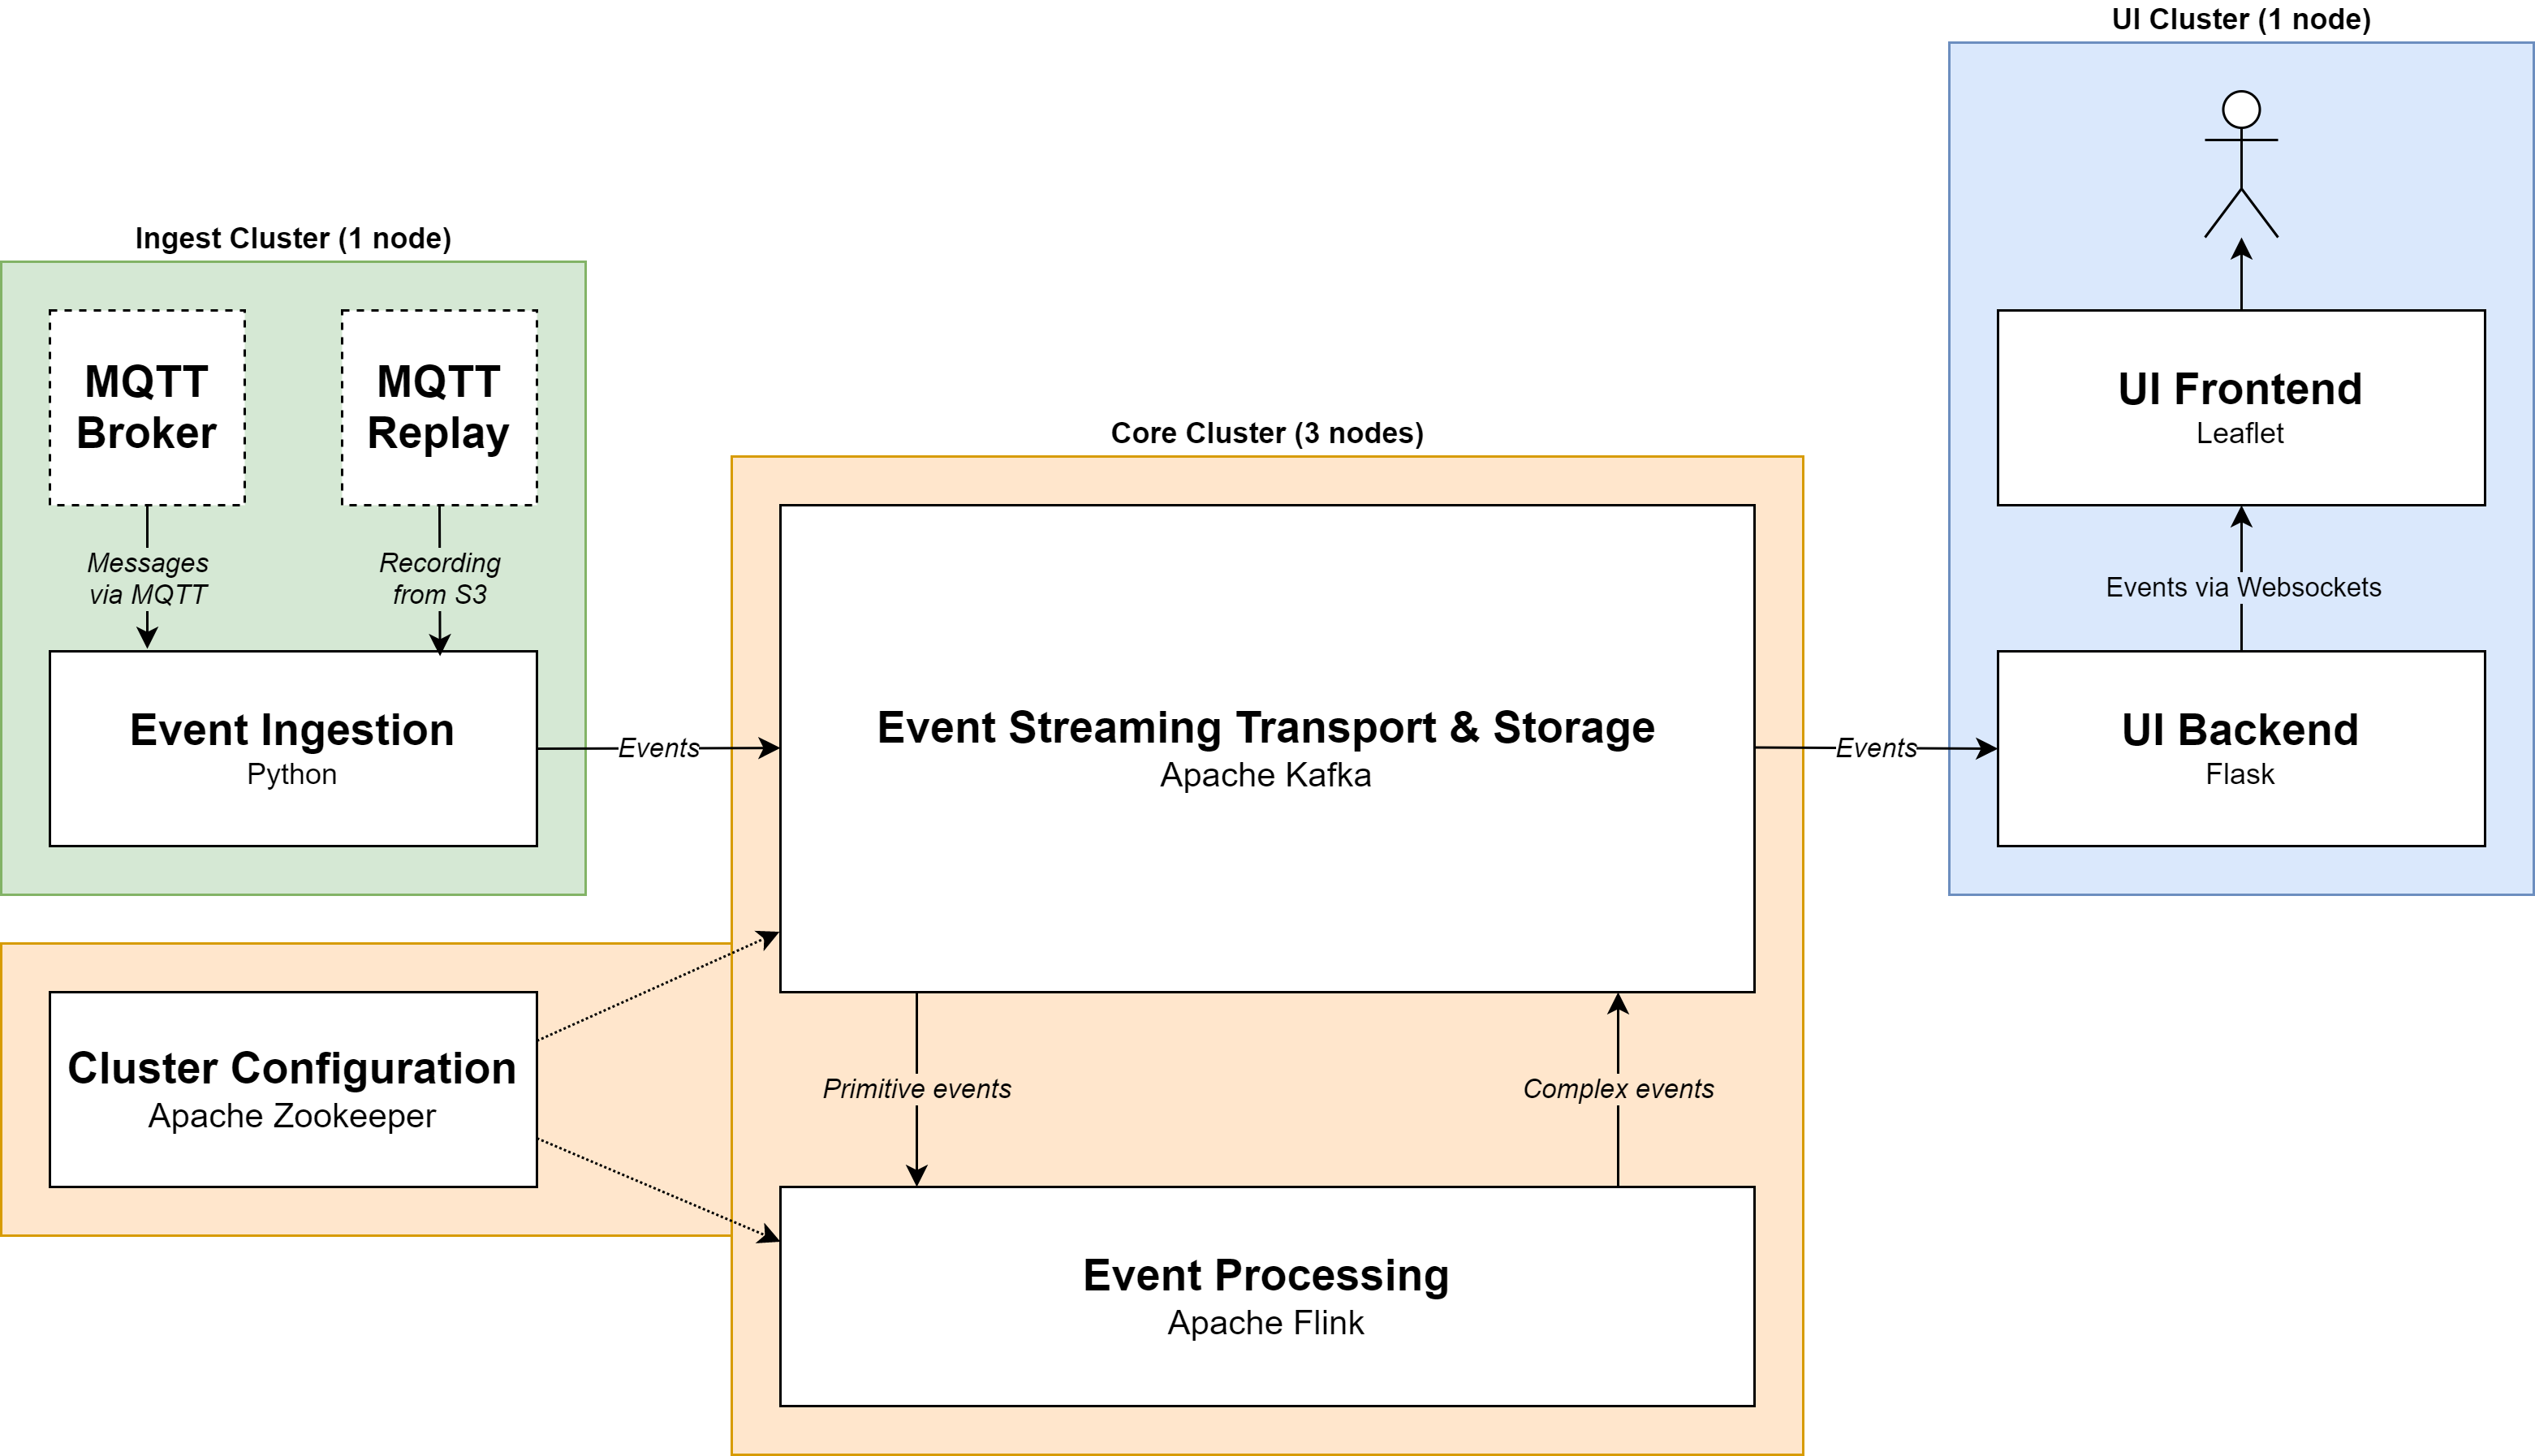 UI Cluster (1 node)
Ingest Cluster (1 node)
MQTT
Broker
MQTT
Replay
Messages
via MQTT
Recording
from S3
Event Ingestion
Python
Events
Core Cluster (3 nodes)
Event Streaming Transport & Storage
Apache Kafka
Events
UI Frontend
Leaflet
Events via Websockets
UI Backend
Flask
Cluster Configuration
Apache Zookeeper
Primitive events
Complex events
Event Processing
Apache Flink